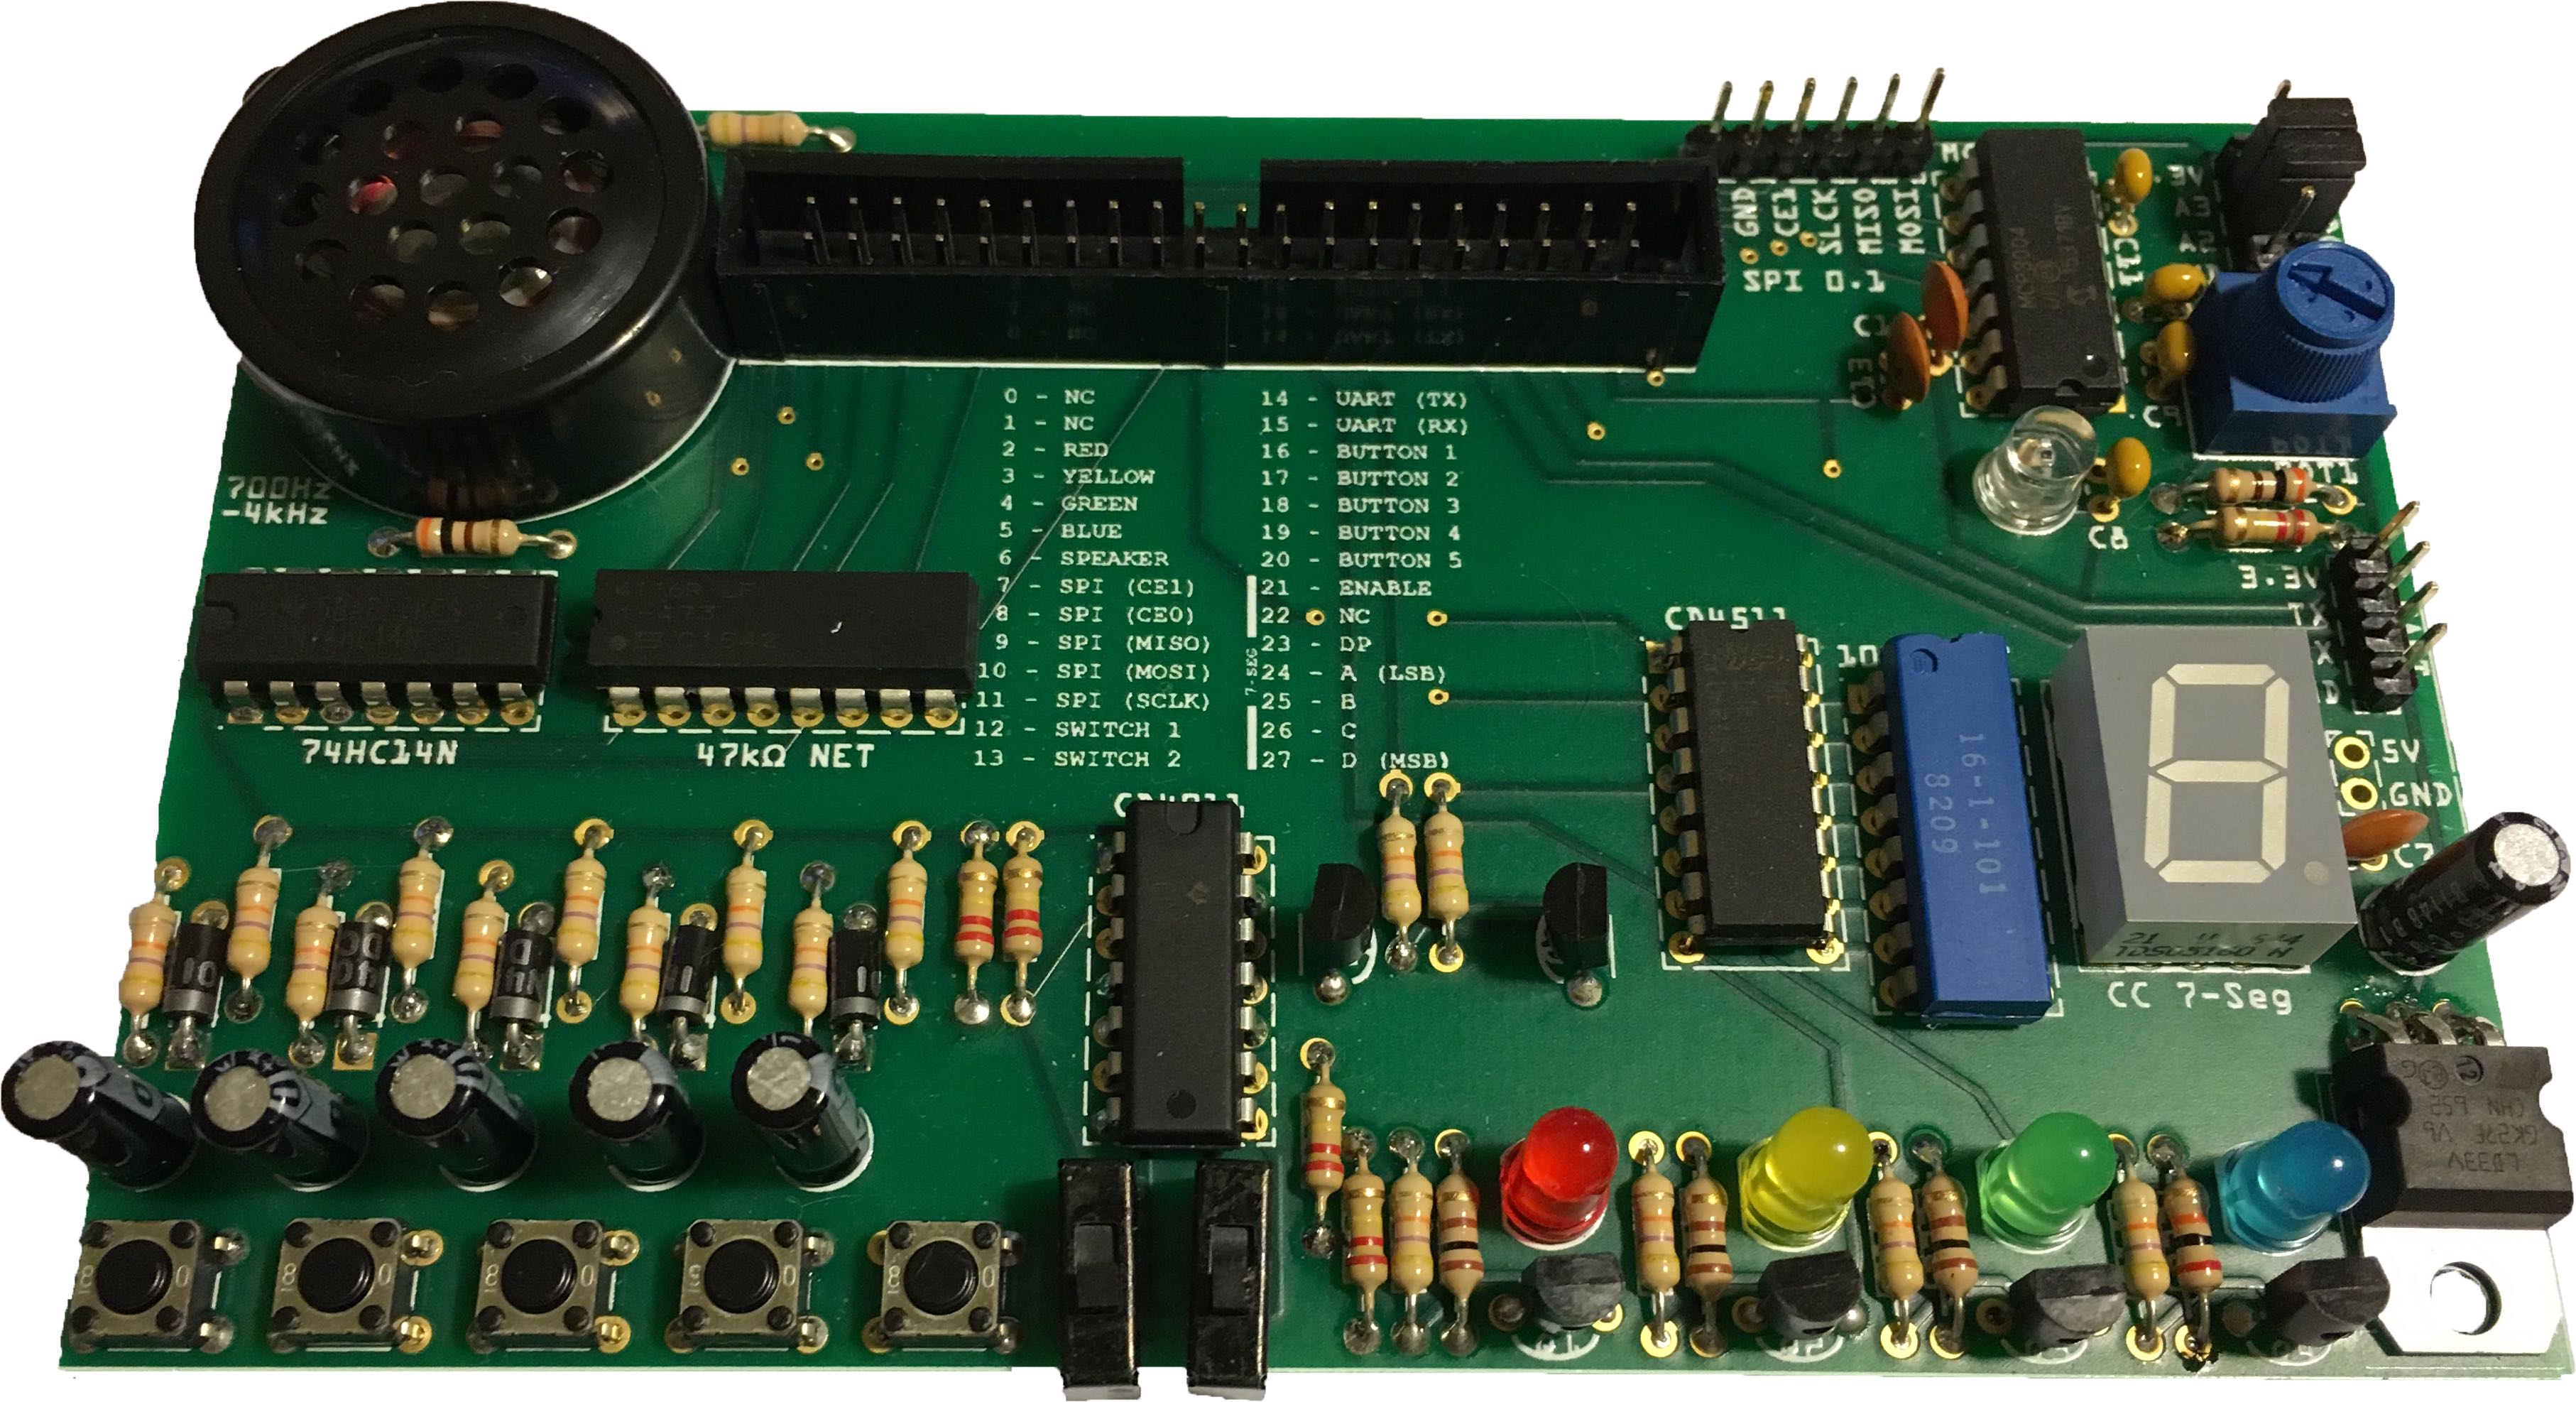 GND
CE1
SLCK
MISO
MOSI
SPI 0.1
MCP3004
3V
C11
C9
C8
700Hz
-4kHz
0 - NC
1 - NC
2 - RED
3 - YELLOW
4 - GREEN
5 - BLUE
6 - SPEAKER
7 - SPI (CE1)
8 - SPI (CE0)
9 - SPI (MISO)
10 - SPI (MOSI)
11 - SPI (SCLK)
12 - SWITCH 1
13 - SWITCH 2
7-SEG
14 - UART (TX)
15 - UART (RX)
16 - BUTTON 1
17 - BUTTON 2
18 - BUTTON 3
19 - BUTTON 4
20 - BUTTON 5
21 - ENABLE
22 - NC
23 - DP
24 - A (LSB)
25 - B
26 - C
27 - D (MSB)
3.3V
TX
74HC14N
47kΩ NET
CD4511
16-1-101
8209
5V
GND
C7
CC 7-Seg
LD33V